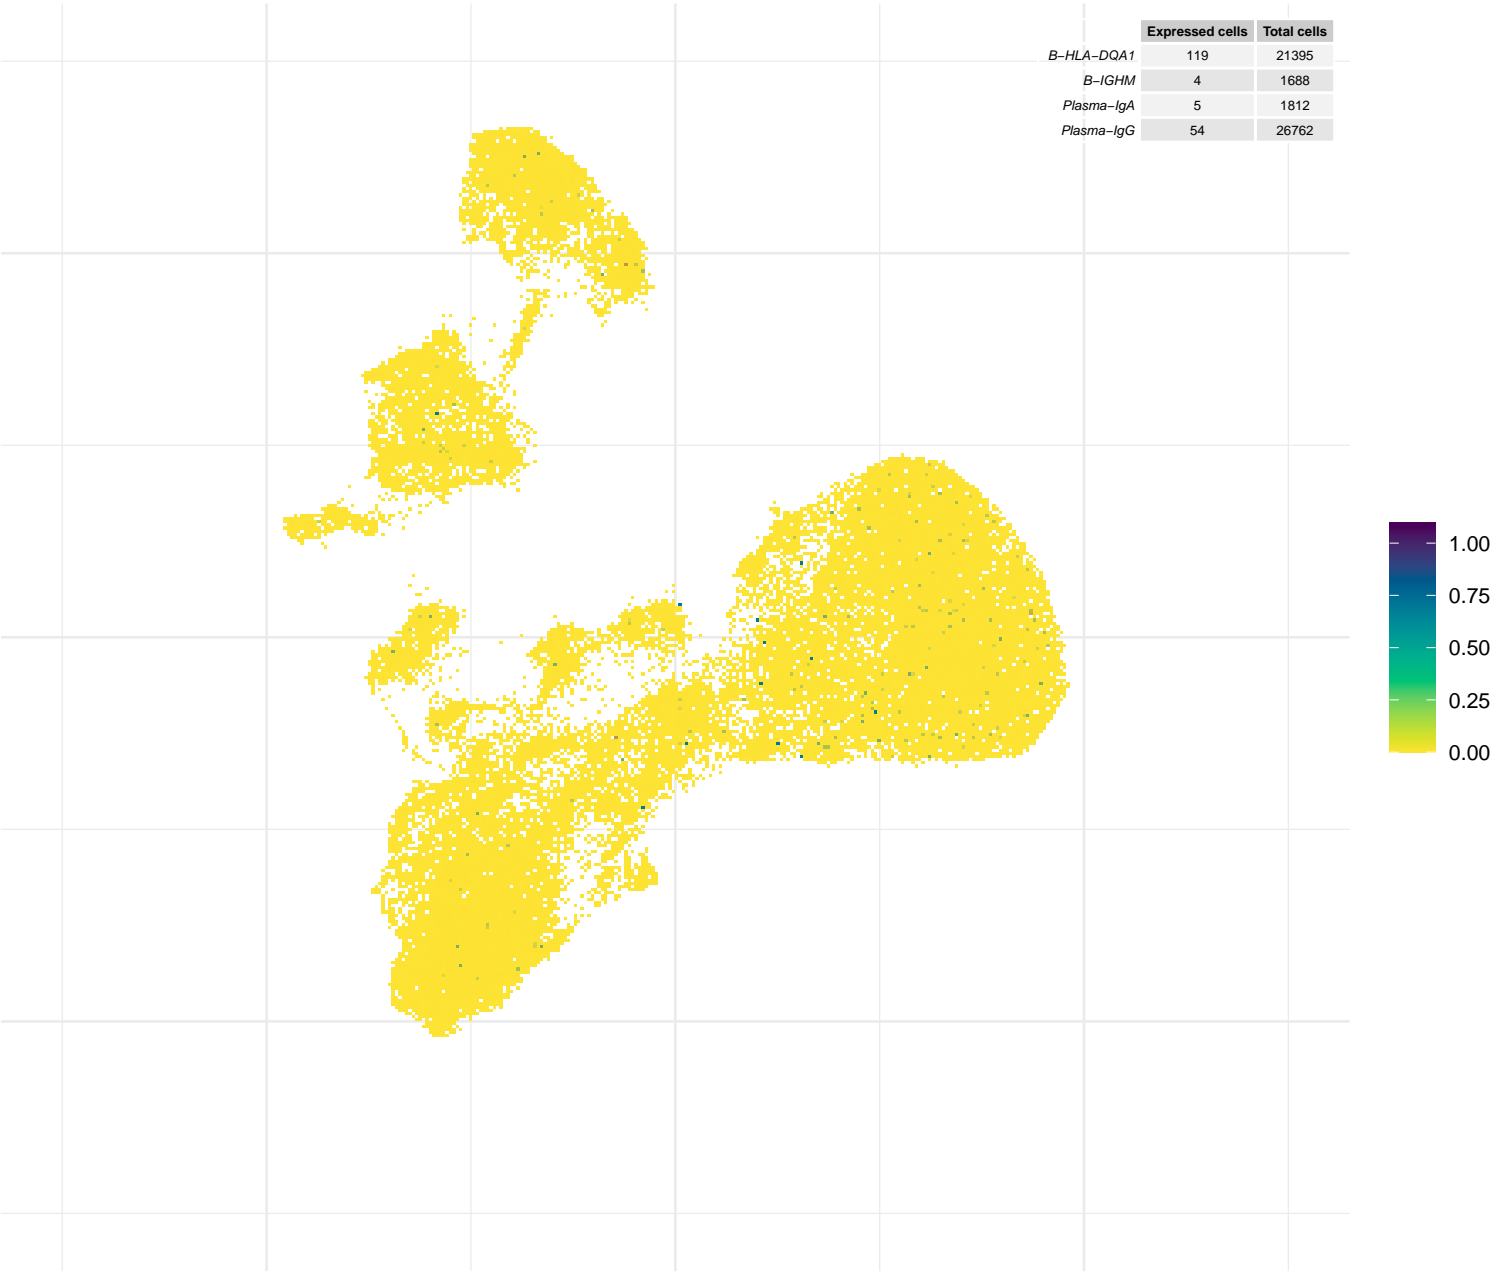 Expressed cells Total cells
B−HLA−DQA1 119 21395
B−IGHM 4 1688
Plasma−IgA 5 1812
Plasma−IgG 54 26762
1.00
0.75
0.50
0.25
0.00